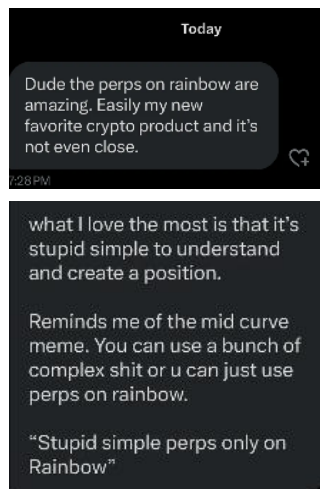 Today
Dude the perps on rainbow are
amazing. Easily my new
favorite crypto product and it's
not even close.
7:28 PM
what I love the most is that it's
stupid simple to understand
and create a position.
Reminds me of the mid curve
meme. You can use a bunch of
complex shit or u can just use
perps on rainbow.
“Stupid simple perps only on
Rainbow”